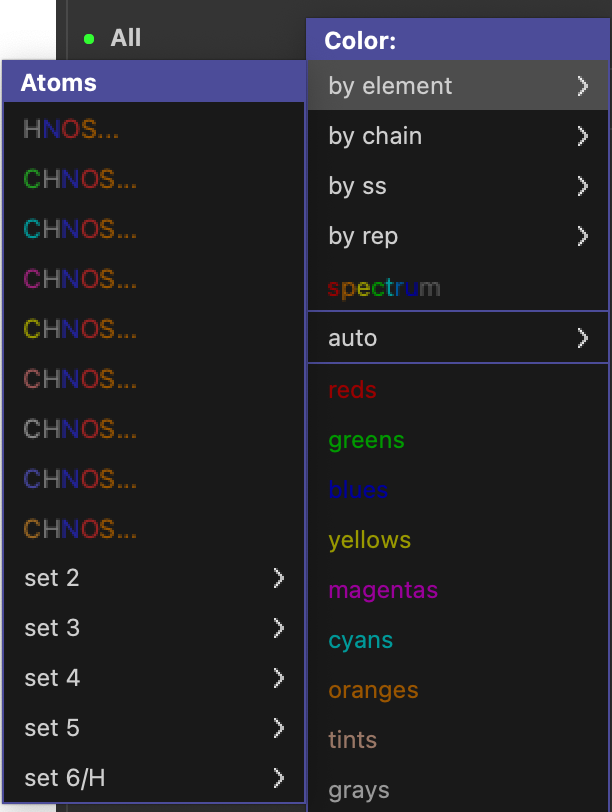 All
Color:
by element
by chain
by ss
by rep
spectrum
auto
reds
greens
blues
yellows
magentas
cyans
oranges
tints
grays
Atoms
HNOS...
CHNOS...
CHNOS...
CHNOS...
CHNOS...
CHNOS...
CHNOS...
CHNOS...
CHNOS...
set 2
set 3
set 4
set 5
set 6/H